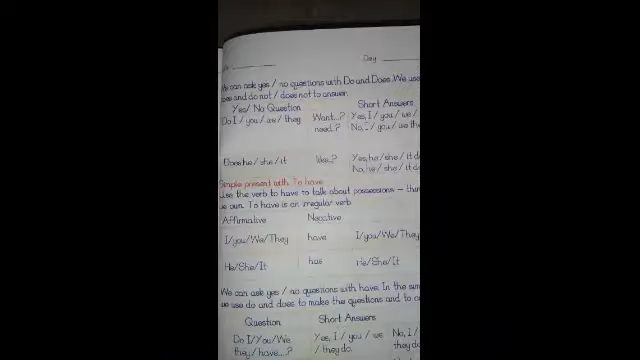 Day
We can ask yes / no questions with Do and Does. We use
does and do not / does not to answer.
Yes/ No Question Short Answers
Do I / you / we / they Want...? Yes, I / you / we /
need..? No, I / you / we the
Does he / she / it Yes, he / she / it d
No, he / she / it d
Simple present with To have
Use the verb to have to talk about possessions – thin
we own. To have is an irregular verb
Affirmative Negative
I/you/We/They have I/you/We/They
He/She/It has He/She/It
We can ask yes / no questions with have. In the sim
we use do and does to make the questions and to a
Question Short Answers
Do I/You/We Yes, I / you / we No, I /
they / have....? / they do. they do